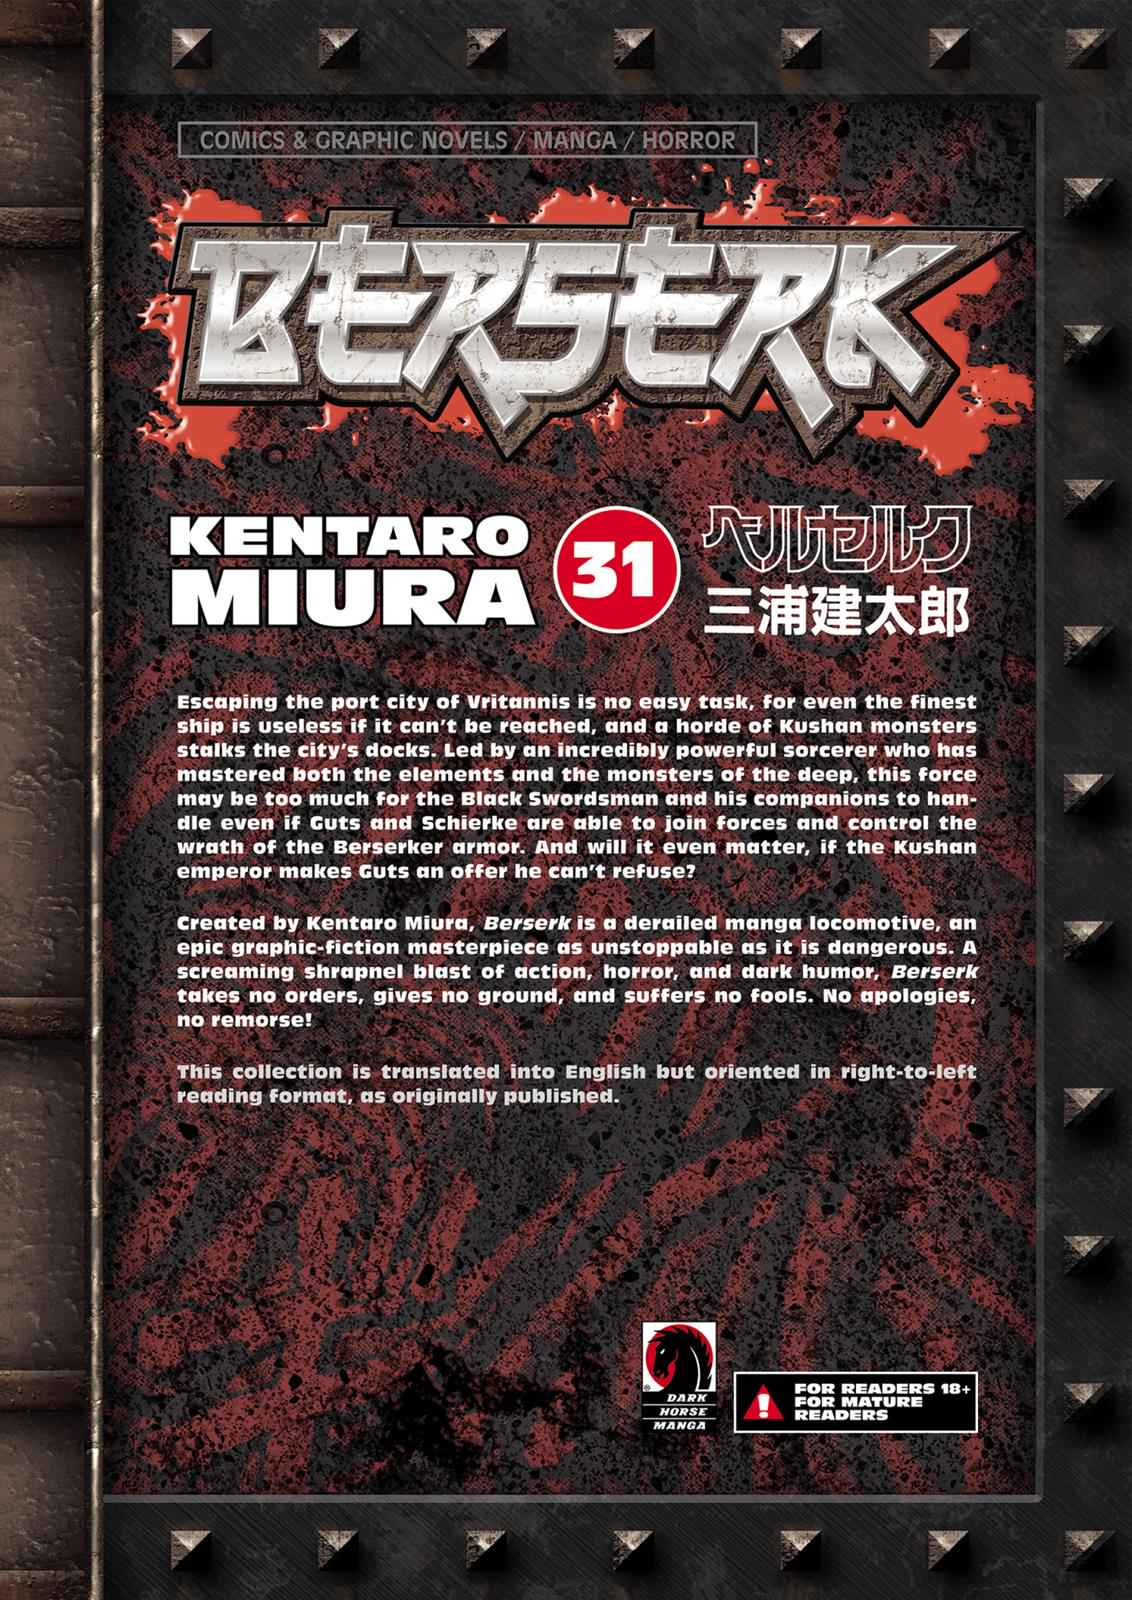 COMICS & GRAPHIC NOVELS / MANGA / HORROR
BERSERK
KENTARO
MIURA
31
ベルセルク
三浦建太郎
Escaping the port city of Vritannis is no easy task, for even the finest
ship is useless if it can't be reached, and a horde of Kushan monsters
stalks the city's docks. Led by an incredibly powerful sorcerer who has
mastered both the elements and the monsters of the deep, this force
may be too much for the Black Swordsman and his companions to han-
dle even if Guts and Schierke are able to join forces and control the
wrath of the Berserker armor. And will it even matter, if the Kushan
emperor makes Guts an offer he can't refuse?
Created by Kentaro Miura, Berserk is a derailed manga locomotive, an
epic graphic-fiction masterpiece as unstoppable as it is dangerous. A
screaming shrapnel blast of action, horror, and dark humor, Berserk
takes no orders, gives no ground, and suffers no fools. No apologies,
no remorse!
This collection is translated into English but oriented in right-to-left
reading format, as originally published.
®
DARK
HORSE
MANGA
FOR READERS 18+
FOR MATURE
READERS